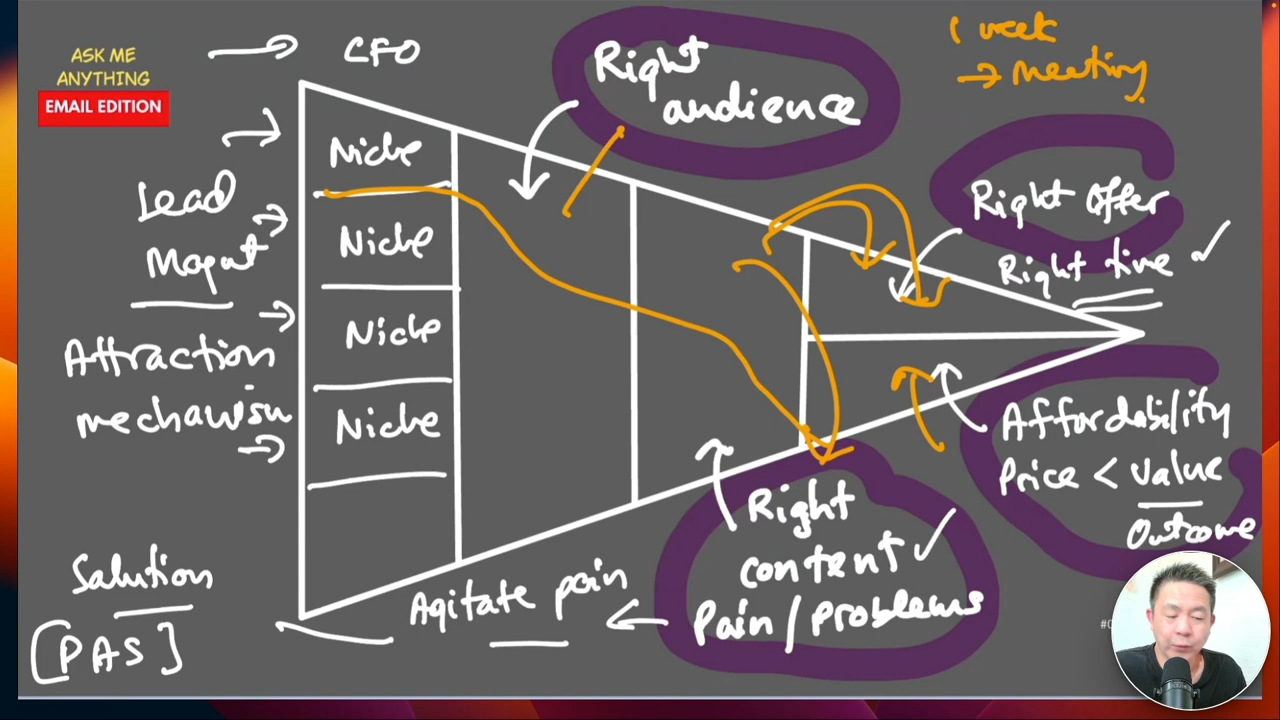 ASK ME
ANYTHING
EMAIL EDITION
CFO
Right
audience
1 week
→ meeting
Niche
Niche
Niche
Niche
Lead
Magnt
Attraction
mechanism
Right offer
Right time ✓
Affordability
Price < value
Outcome
Right
content ✓
Pain / Problems
Agitate pain
Solution
[PAS]